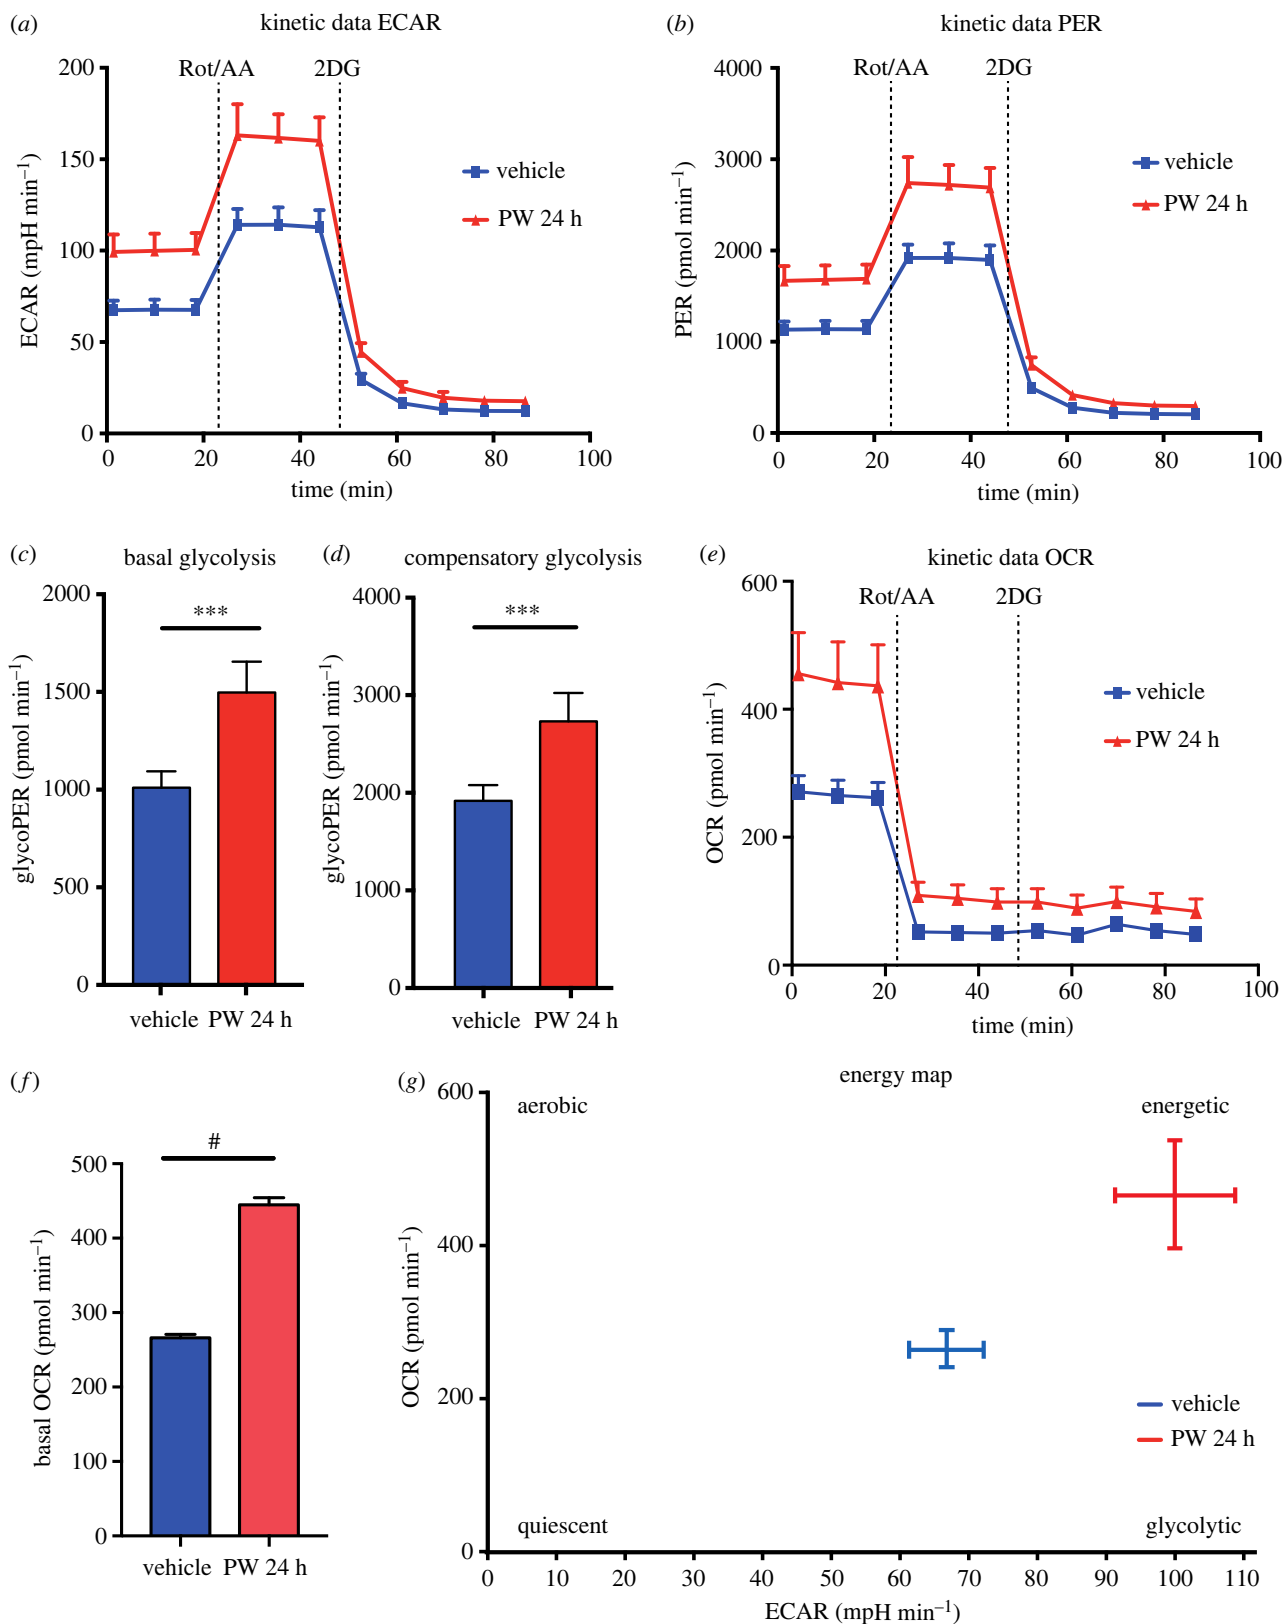 (a) kinetic data ECAR
200
150
100
50
0
ECAR (mpH min⁻¹)
Rot/AA 2DG
vehicle
PW 24 h
0 20 40 60 80 100
time (min)
(b) kinetic data PER
4000
3000
2000
1000
0
PER (pmol min⁻¹)
Rot/AA 2DG
vehicle
PW 24 h
0 20 40 60 80 100
time (min)
(c) basal glycolysis
2000
1500
1000
500
0
glycoPER (pmol min⁻¹)
***
vehicle PW 24 h
(d) compensatory glycolysis
4000
3000
2000
1000
0
glycoPER (pmol min⁻¹)
***
vehicle PW 24 h
(e) kinetic data OCR
600
400
200
0
OCR (pmol min⁻¹)
Rot/AA 2DG
vehicle
PW 24 h
0 20 40 60 80 100
time (min)
(f)
500
400
300
200
100
0
basal OCR (pmol min⁻¹)
#
vehicle PW 24 h
(g) energy map
600
400
200
0
OCR (pmol min⁻¹)
aerobic energetic
vehicle
PW 24 h
quiescent glycolytic
0 10 20 30 40 50 60 70 80 90 100 110
ECAR (mpH min⁻¹)